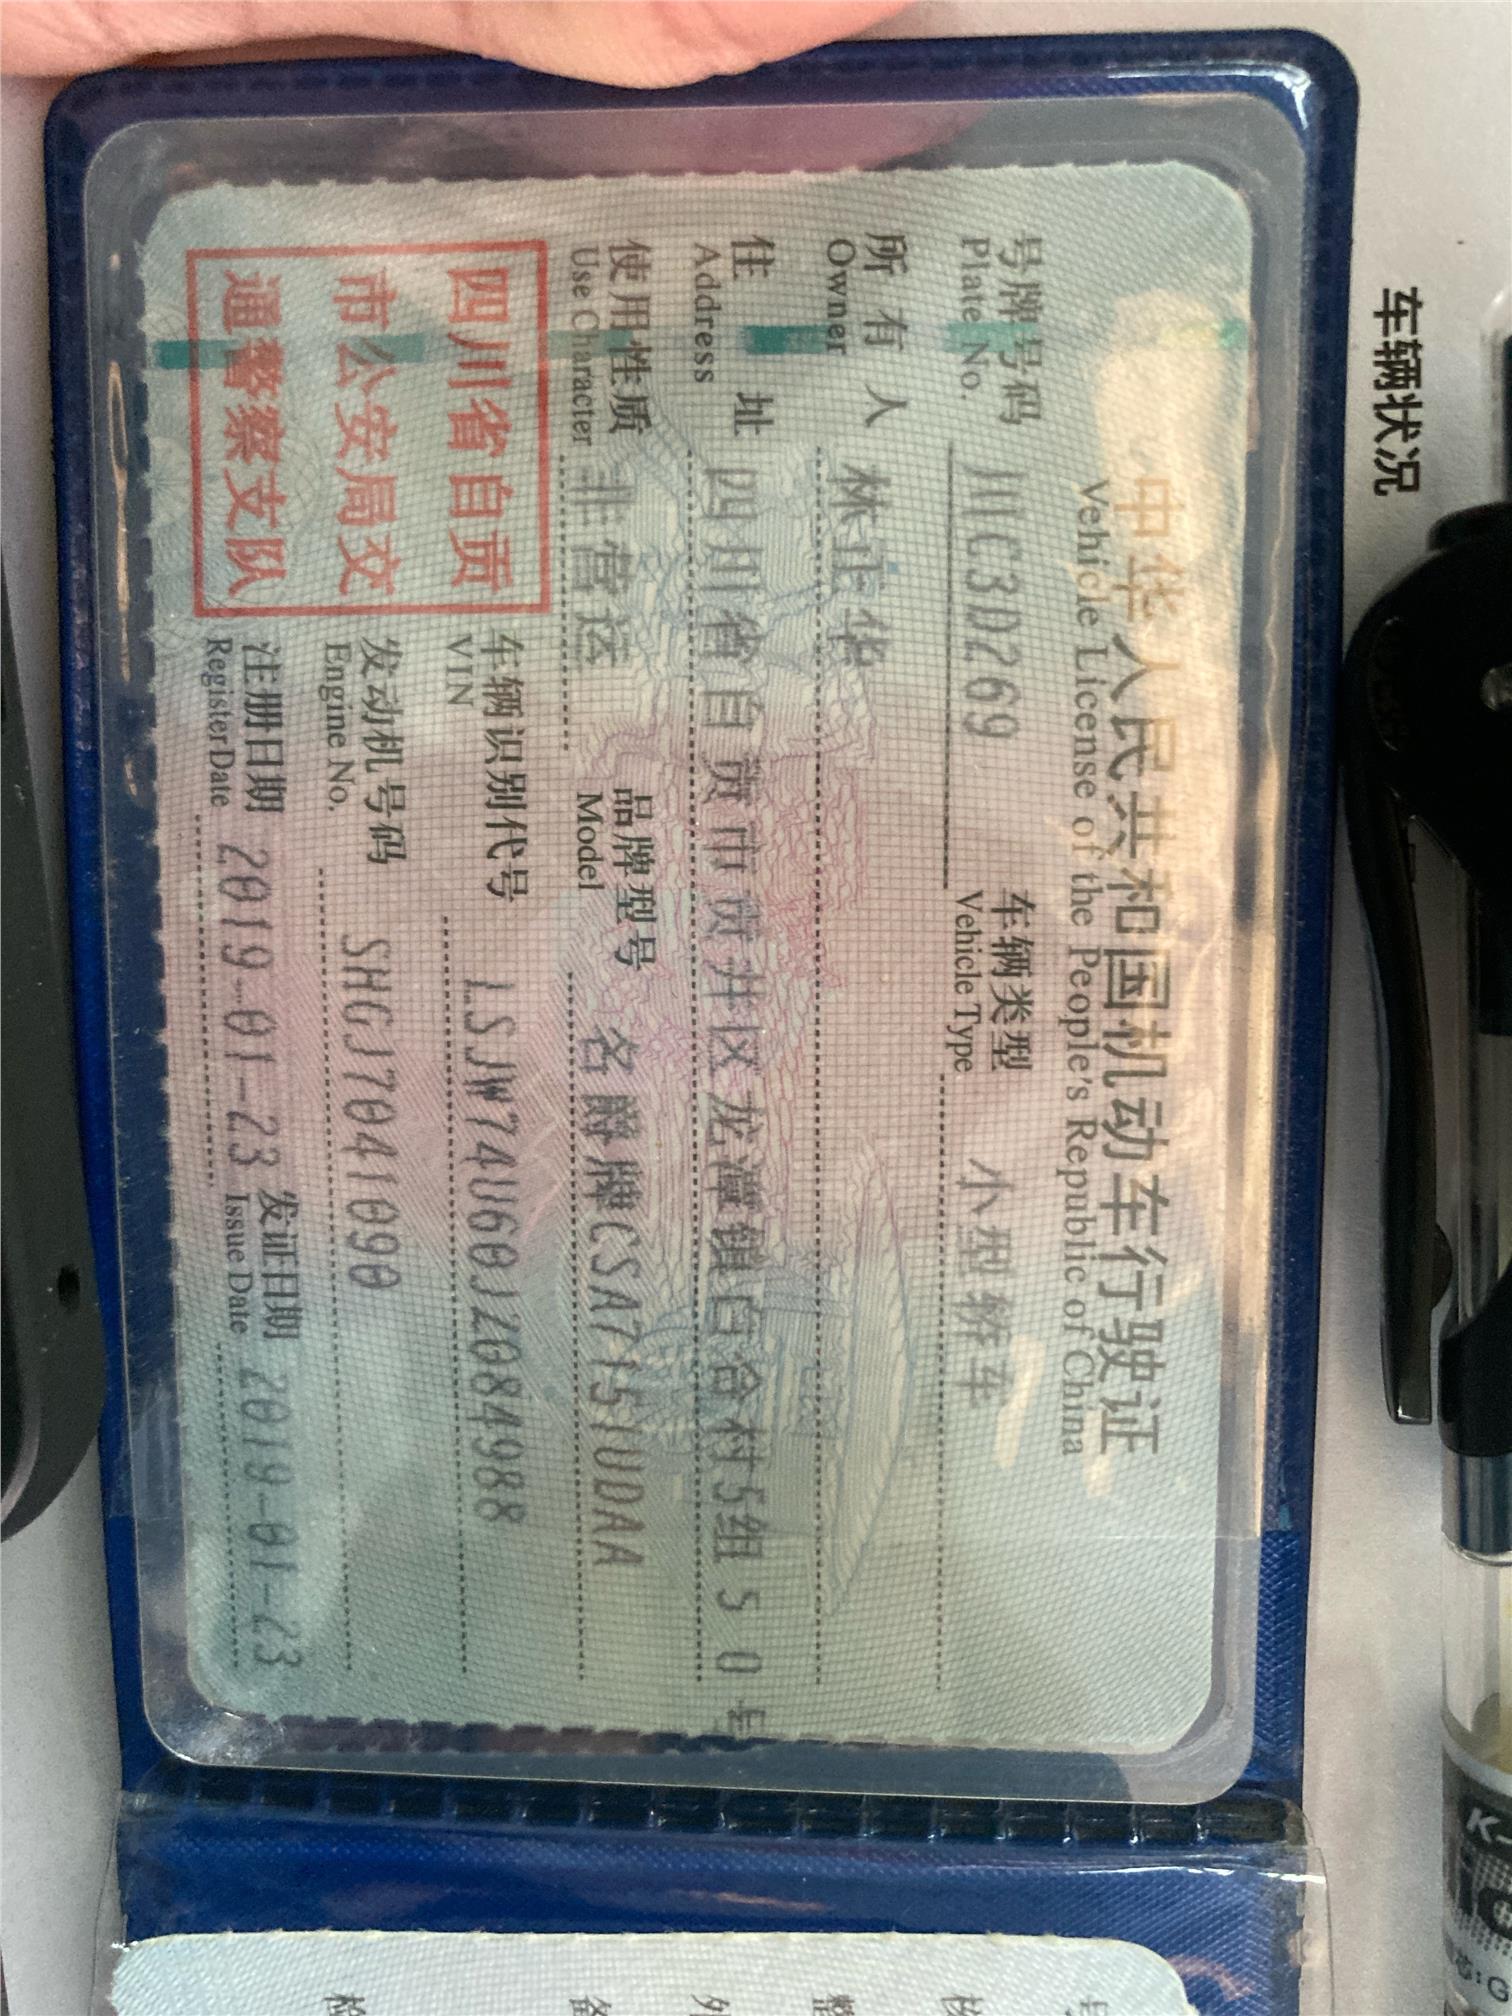 车辆状况
中华人民共和国机动车行驶证
Vehicle License of the People's Republic of China
号牌号码 川C3D269 车辆类型 小型轿车
Plate No. Vehicle Type
所有人 林正华
Owner
住址 四川省自贡市贡井区龙潭镇白合村5组50号
Address
使用性质 非营运 品牌型号 名爵牌CSA7151UDAA
Use Character Model
四川省自贡
市公安局交
通警察支队
车辆识别代号 LSJW74U60JZ084988
VIN
发动机号码 SHGJ7041090
Engine No.
注册日期 2019-01-23 发证日期 2019-01-23
Register Date Issue Date